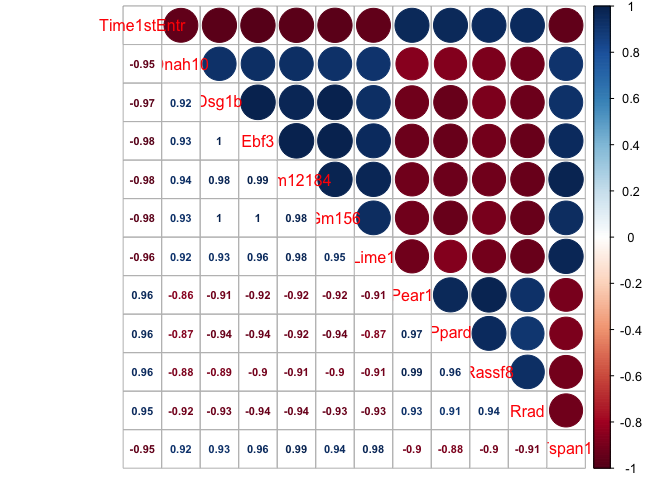 Time1stEntr
-0.95 Dnah10
-0.97 0.92 Dsg1b
-0.98 0.93 1 Ebf3
-0.98 0.94 0.98 0.99 m12184
-0.98 0.93 1 1 0.98 Gm156
-0.96 0.92 0.93 0.96 0.98 0.95 Lime1
0.96 -0.86 -0.91 -0.92 -0.92 -0.92 -0.91 Pear1
0.96 -0.87 -0.94 -0.94 -0.92 -0.94 -0.87 0.97 Ppard
0.96 -0.88 -0.89 -0.9 -0.91 -0.9 -0.91 0.99 0.96 Rassf8
0.95 -0.92 -0.93 -0.94 -0.94 -0.93 -0.93 0.93 0.91 0.94 Rrad
-0.95 0.92 0.93 0.96 0.99 0.94 0.98 -0.9 -0.88 -0.9 -0.91 Tspan1
1
0.8
0.6
0.4
0.2
0
-0.2
-0.4
-0.6
-0.8
-1